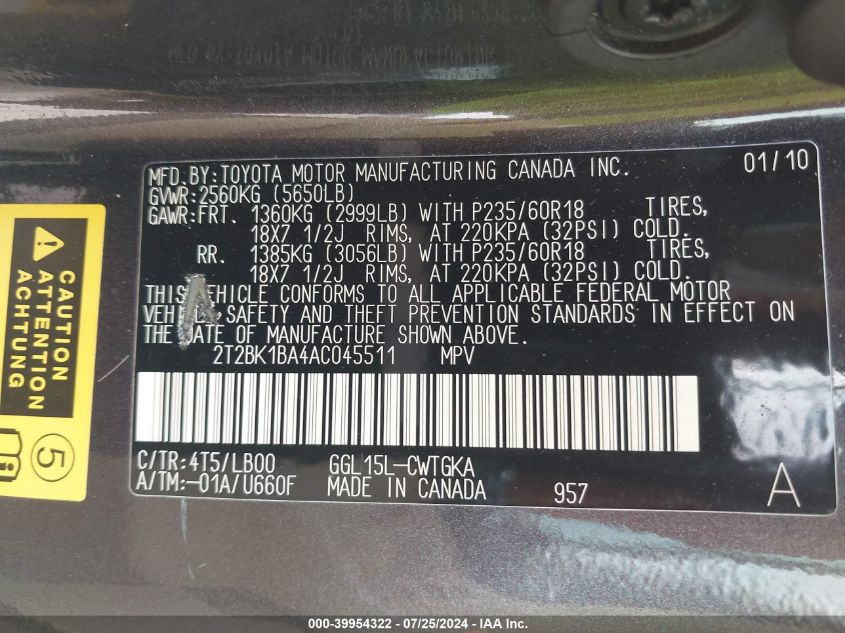 MFD. BY: TOYOTA MOTOR MANUFACTURING CANADA INC. 01/10
GVWR: 2560KG (5650LB)
GAWR: FRT. 1360KG (2999LB) WITH P235/60R18 TIRES,
18X7 1/2J RIMS, AT 220KPA (32PSI) COLD.
RR. 1385KG (3056LB) WITH P235/60R18 TIRES,
18X7 1/2J RIMS, AT 220KPA (32PSI) COLD.
THIS VEHICLE CONFORMS TO ALL APPLICABLE FEDERAL MOTOR
VEHICLE SAFETY AND THEFT PREVENTION STANDARDS IN EFFECT ON
THE DATE OF MANUFACTURE SHOWN ABOVE.
2T2BK1BA4AC045511 MPV
C/TR: 4T5/LB00 GGL15L-CWTGKA
A/TM: -01A/U660F MADE IN CANADA 957 A
CAUTION
ATTENTION
ACHTUNG
5
000-39954322 - 07/25/2024 - IAA Inc.